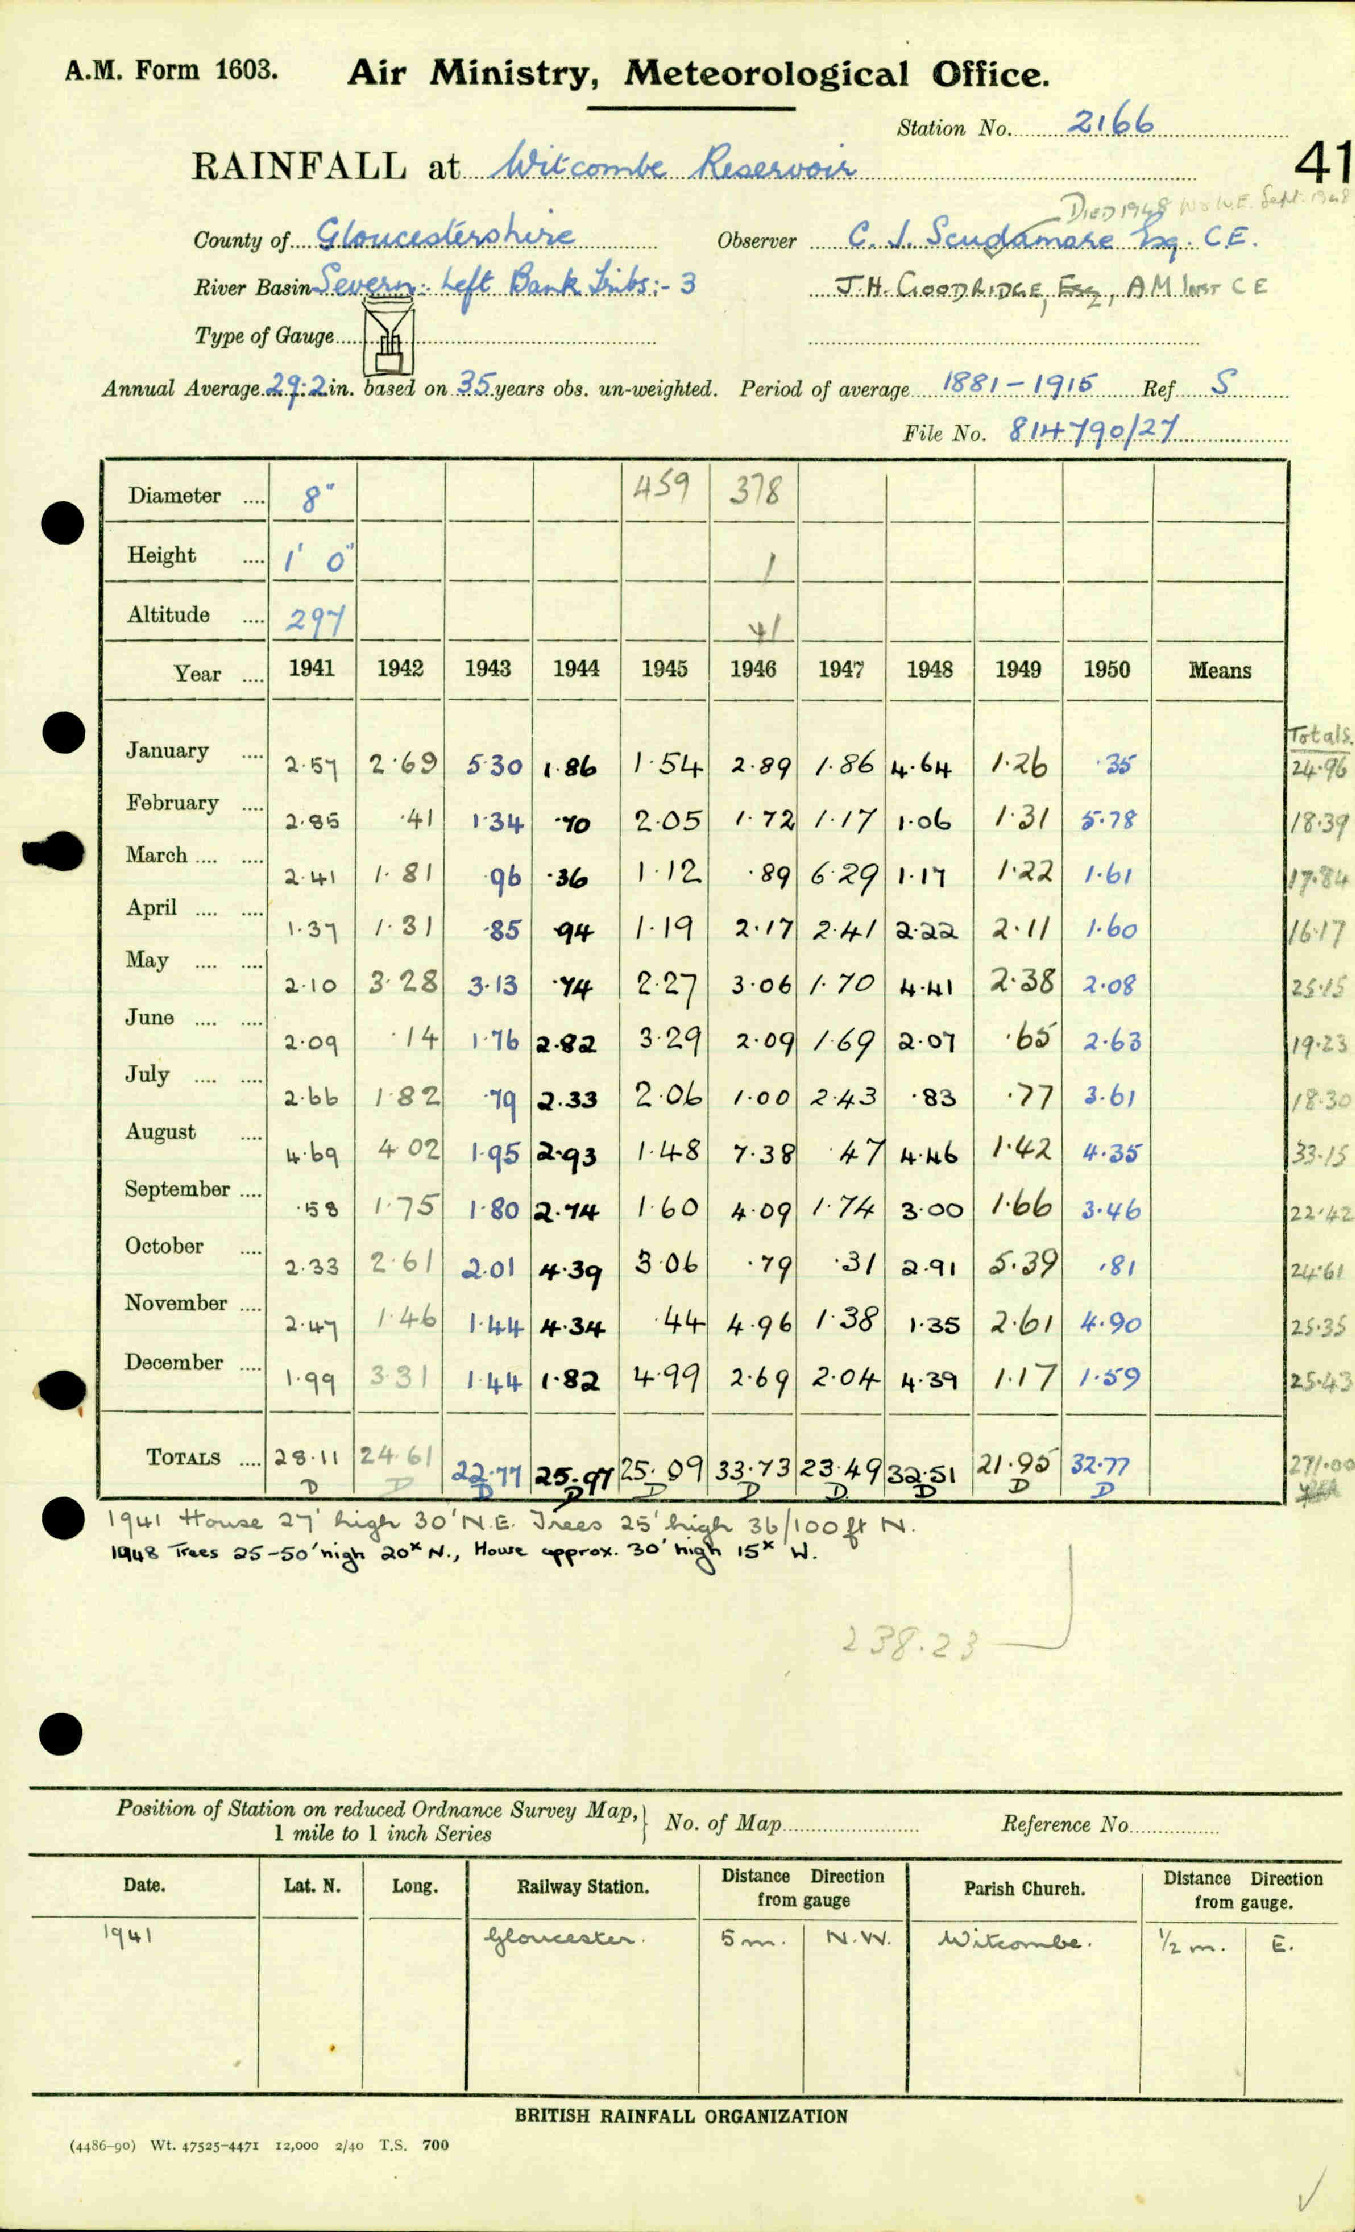 A.M. Form 1603. Air Ministry, Meteorological Office.
Station No. 2166
41
RAINFALL at Witcombe Reservoir
DIED 1948 Sept. 1948
County of Gloucestershire Observer C. J. Scudamore Esq. C.E.
River Basin Severn:- Left Bank Tribs:- 3 J.H. GOODRIDGE, Esq, A M Inst C E
Type of Gauge
Annual Average 29.2 in. based on 35 years obs. un-weighted. Period of average 1881-1915 Ref S
File No. 814790/27
Diameter .... 8" 459 378
Height .... 1' 0" 1
Altitude .... 297 41
Year .... 1941 1942 1943 1944 1945 1946 1947 1948 1949 1950 Means
Totals.
January .... 2.57 2.69 5.30 1.86 1.54 2.89 1.86 4.64 1.26 .35 24.96
February .... 2.85 .41 1.34 .70 2.05 1.72 1.17 1.06 1.31 5.78 18.39
March .... .... 2.41 1.81 .96 .36 1.12 .89 6.29 1.17 1.22 1.61 17.84
April .... .... 1.37 1.31 .85 .94 1.19 2.17 2.41 2.22 2.11 1.60 16.17
May .... .... 2.10 3.28 3.13 .74 2.27 3.06 1.70 4.41 2.38 2.08 25.15
June .... .... 2.09 .14 1.76 2.82 3.29 2.09 1.69 2.07 .65 2.63 19.23
July .... .... 2.66 1.82 .79 2.33 2.06 1.00 2.43 .83 .77 3.61 18.30
August .... 4.69 4.02 1.95 2.93 1.48 7.38 .47 4.46 1.42 4.35 33.15
September .... .58 1.75 1.80 2.74 1.60 4.09 1.74 3.00 1.66 3.46 22.42
October .... 2.33 2.61 2.01 4.39 3.06 .79 .31 2.91 5.39 .81 24.61
November .... 2.47 1.46 1.44 4.34 .44 4.96 1.38 1.35 2.61 4.90 25.35
December .... 1.99 3.31 1.44 1.82 4.99 2.69 2.04 4.39 1.17 1.59 25.43
TOTALS .... 28.11 24.61 22.77 25.97 25.09 33.73 23.49 32.51 21.95 32.77 271.00
D D D D D D D D D D
1941 House 27' high 30' N.E. Trees 25' high 36/100 ft N.
1948 Trees 25-50' high 20x N., House approx. 30' high 15x W.
238.23
Position of Station on reduced Ordnance Survey Map, No. of Map Reference No.
1 mile to 1 inch Series
Date. Lat. N. Long. Railway Station. Distance Direction from gauge Parish Church. Distance Direction from gauge.
1941 Gloucester. 5 m. N.W. Witcombe. 1/2 m. E.
BRITISH RAINFALL ORGANIZATION
(4486-90) Wt. 47525-4471 12,000 2/40 T.S. 700